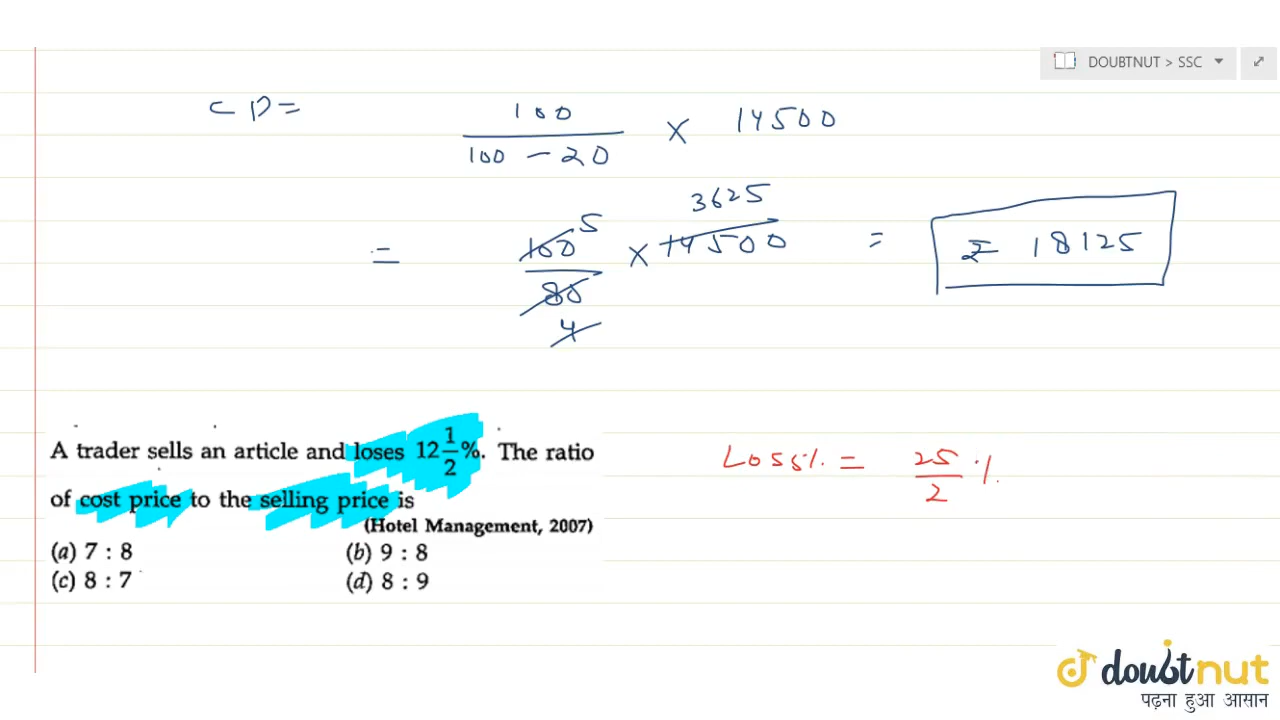 DOUBTNUT > SSC
CP = 100 / 100 - 20 × 14500
= 100 5 / 80 4 × 14500 3625 = ₹ 18125
A trader sells an article and loses 12 1/2 %. The ratio
of cost price to the selling price is
(Hotel Management, 2007)
(a) 7 : 8 (b) 9 : 8
(c) 8 : 7 (d) 8 : 9
Loss% = 25/2 %
doubtnut
पढ़ना हुआ आसान